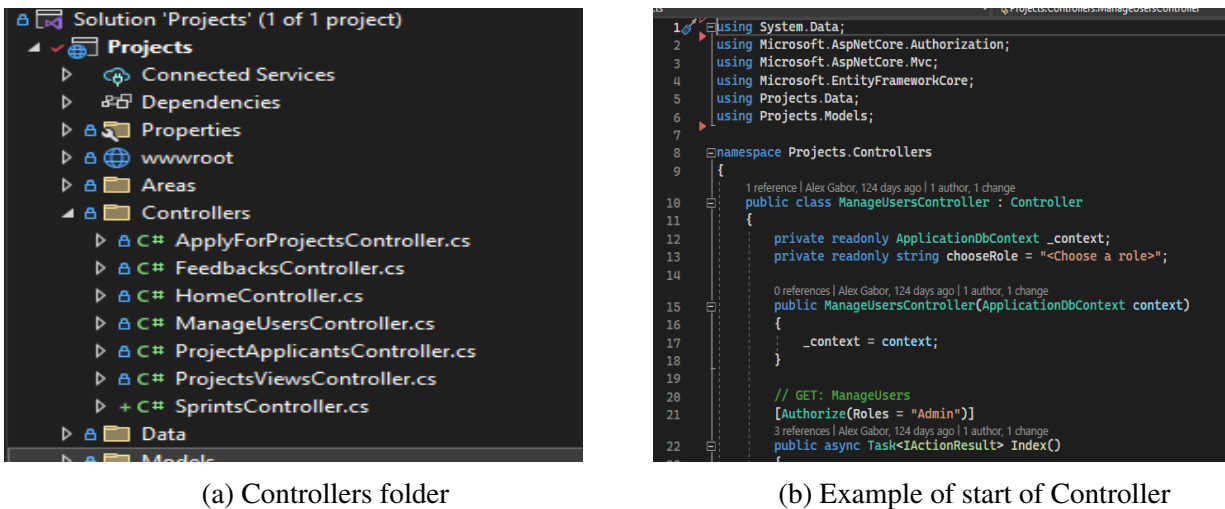 Solution 'Projects' (1 of 1 project)
Projects
Connected Services
Dependencies
Properties
wwwroot
Areas
Controllers
C# ApplyForProjectsController.cs
C# FeedbacksController.cs
C# HomeController.cs
C# ManageUsersController.cs
C# ProjectApplicantsController.cs
C# ProjectsViewsController.cs
+ C# SprintsController.cs
Data
Models
(a) Controllers folder
Projects.Controllers.ManageUsersController
1 using System.Data;
2 using Microsoft.AspNetCore.Authorization;
3 using Microsoft.AspNetCore.Mvc;
4 using Microsoft.EntityFrameworkCore;
5 using Projects.Data;
6 using Projects.Models;
7
8 namespace Projects.Controllers
9 {
1 reference | Alex Gabor, 124 days ago | 1 author, 1 change
10 public class ManageUsersController : Controller
11 {
12 private readonly ApplicationDbContext _context;
13 private readonly string chooseRole = "<Choose a role>";
14
0 references | Alex Gabor, 124 days ago | 1 author, 1 change
15 public ManageUsersController(ApplicationDbContext context)
16 {
17 _context = context;
18 }
19
20 // GET: ManageUsers
21 [Authorize(Roles = "Admin")]
3 references | Alex Gabor, 124 days ago | 1 author, 1 change
22 public async Task<IActionResult> Index()
(b) Example of start of Controller